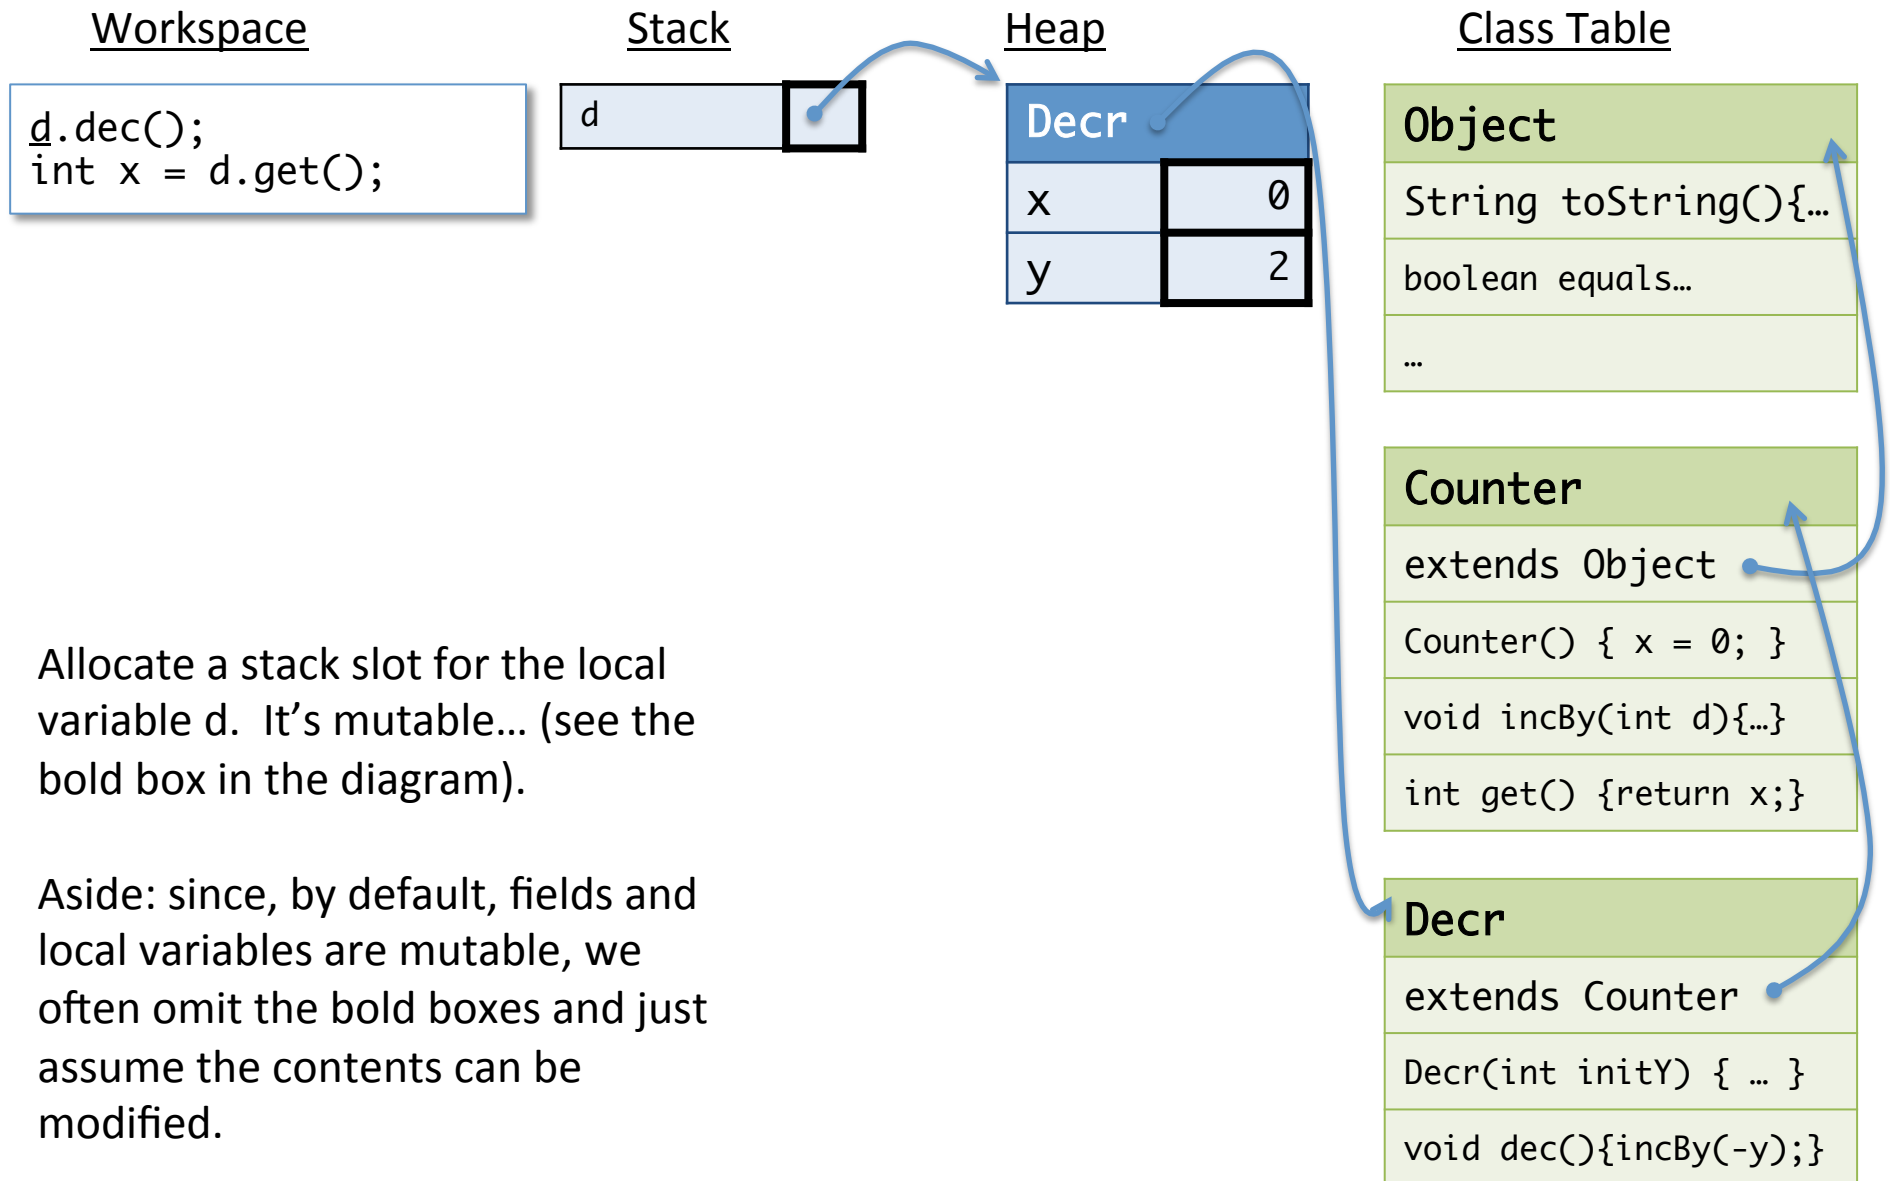 Workspace
Stack
Heap
Class Table
d.dec();
int x = d.get();
d
Decr
x 0
y 2
Object
String toString(){…
boolean equals…
…
Counter
extends Object
Counter() { x = 0; }
void incBy(int d){…}
int get() {return x;}
Decr
extends Counter
Decr(int initY) { … }
void dec(){incBy(-y);}
Allocate a stack slot for the local
variable d.  It’s mutable… (see the
bold box in the diagram).
Aside: since, by default, fields and
local variables are mutable, we
often omit the bold boxes and just
assume the contents can be
modified.